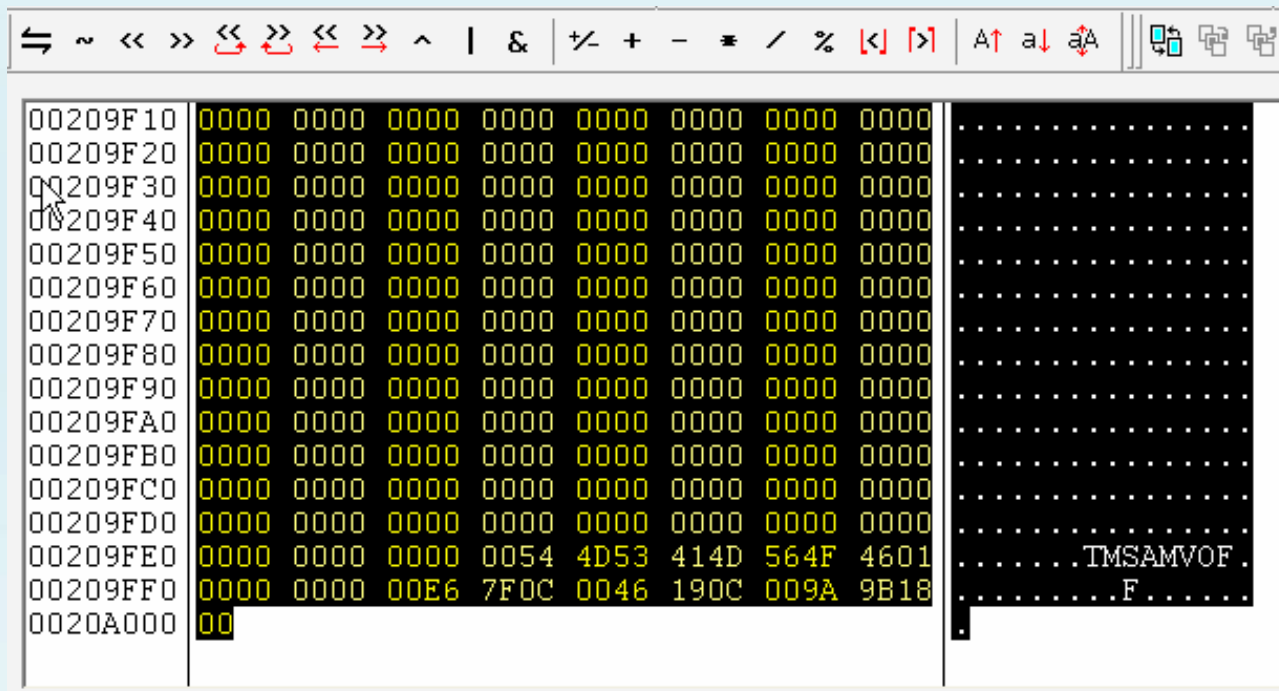 << >> << >> << >> ^ | & +/- + - * / % A↑ a↓ aA
00209F10 0000 0000 0000 0000 0000 0000 0000 0000 ................
00209F20 0000 0000 0000 0000 0000 0000 0000 0000 ................
00209F30 0000 0000 0000 0000 0000 0000 0000 0000 ................
00209F40 0000 0000 0000 0000 0000 0000 0000 0000 ................
00209F50 0000 0000 0000 0000 0000 0000 0000 0000 ................
00209F60 0000 0000 0000 0000 0000 0000 0000 0000 ................
00209F70 0000 0000 0000 0000 0000 0000 0000 0000 ................
00209F80 0000 0000 0000 0000 0000 0000 0000 0000 ................
00209F90 0000 0000 0000 0000 0000 0000 0000 0000 ................
00209FA0 0000 0000 0000 0000 0000 0000 0000 0000 ................
00209FB0 0000 0000 0000 0000 0000 0000 0000 0000 ................
00209FC0 0000 0000 0000 0000 0000 0000 0000 0000 ................
00209FD0 0000 0000 0000 0000 0000 0000 0000 0000 ................
00209FE0 0000 0000 0000 0054 4D53 414D 564F 4601 .......TMSAMVOF.
00209FF0 0000 0000 00E6 7F0C 0046 190C 009A 9B18 .........F......
0020A000 00 .